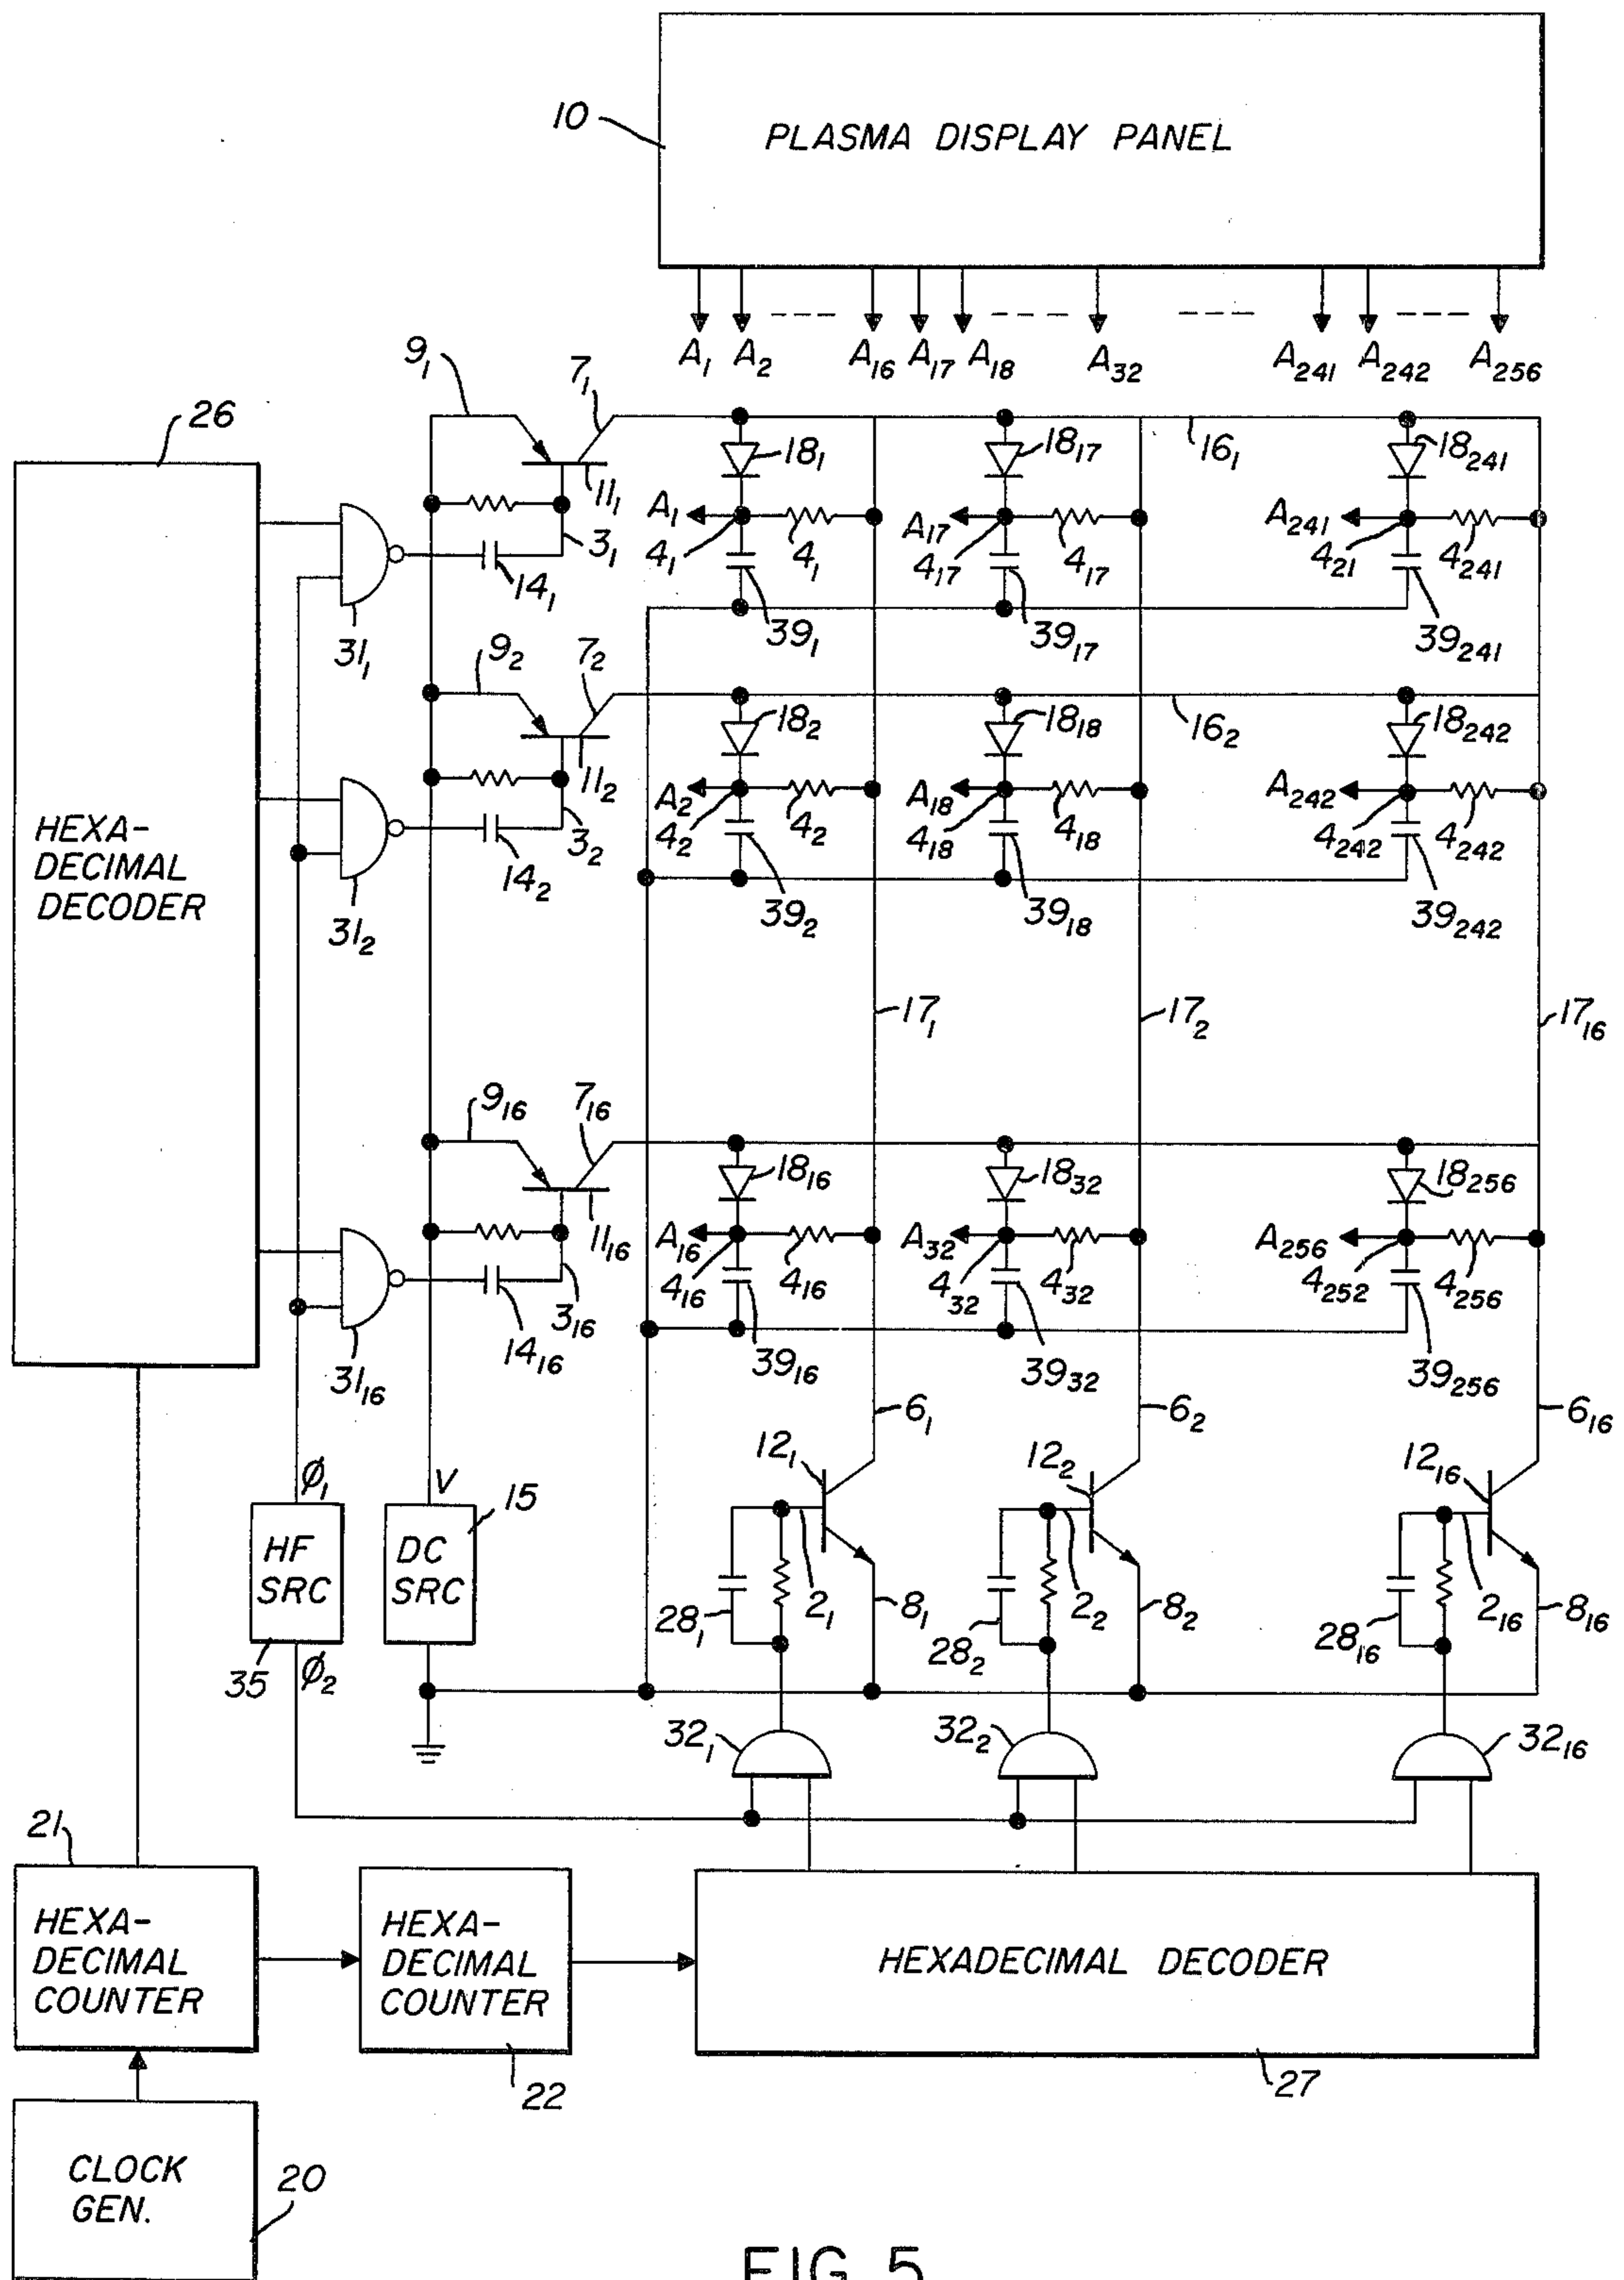 10
PLASMA DISPLAY PANEL
A₁ A₂ A₁₆ A₁₇ A₁₈ A₃₂ A₂₄₁ A₂₄₂ A₂₅₆
26
HEXA-
DECIMAL
DECODER
9₁ 7₁ 18₁ 18₁₇ 16₁ 18₂₄₁
11₁
A₁ A₁₇ A₂₄₁
3₁ 4₁ 4₁ 4₁₇ 4₁₇ 4₂₁ 4₂₄₁
14₁
31₁ 39₁ 39₁₇ 39₂₄₁
9₂ 7₂ 18₂ 18₁₈ 16₂ 18₂₄₂
11₂
A₂ A₁₈ A₂₄₂
3₂ 4₂ 4₂ 4₁₈ 4₁₈ 4₂₄₂ 4₂₄₂
14₂
31₂ 39₂ 39₁₈ 39₂₄₂
17₁ 17₂ 17₁₆
9₁₆ 7₁₆ 18₁₆ 18₃₂ 18₂₅₆
11₁₆
A₁₆ A₃₂ A₂₅₆
3₁₆ 4₁₆ 4₁₆ 4₃₂ 4₃₂ 4₂₅₂ 4₂₅₆
14₁₆
31₁₆ 39₁₆ 39₃₂ 39₂₅₆
6₁ 6₂ 6₁₆
12₁ 12₂ 12₁₆
ϕ₁ V 15
HF
SRC
DC
SRC
28₁ 2₁ 8₁ 28₂ 2₂ 8₂ 28₁₆ 2₁₆ 8₁₆
35 ϕ₂
32₁ 32₂ 32₁₆
21
HEXA-
DECIMAL
COUNTER
HEXA-
DECIMAL
COUNTER
22
HEXADECIMAL DECODER
27
CLOCK
GEN.
20
FIG. 5